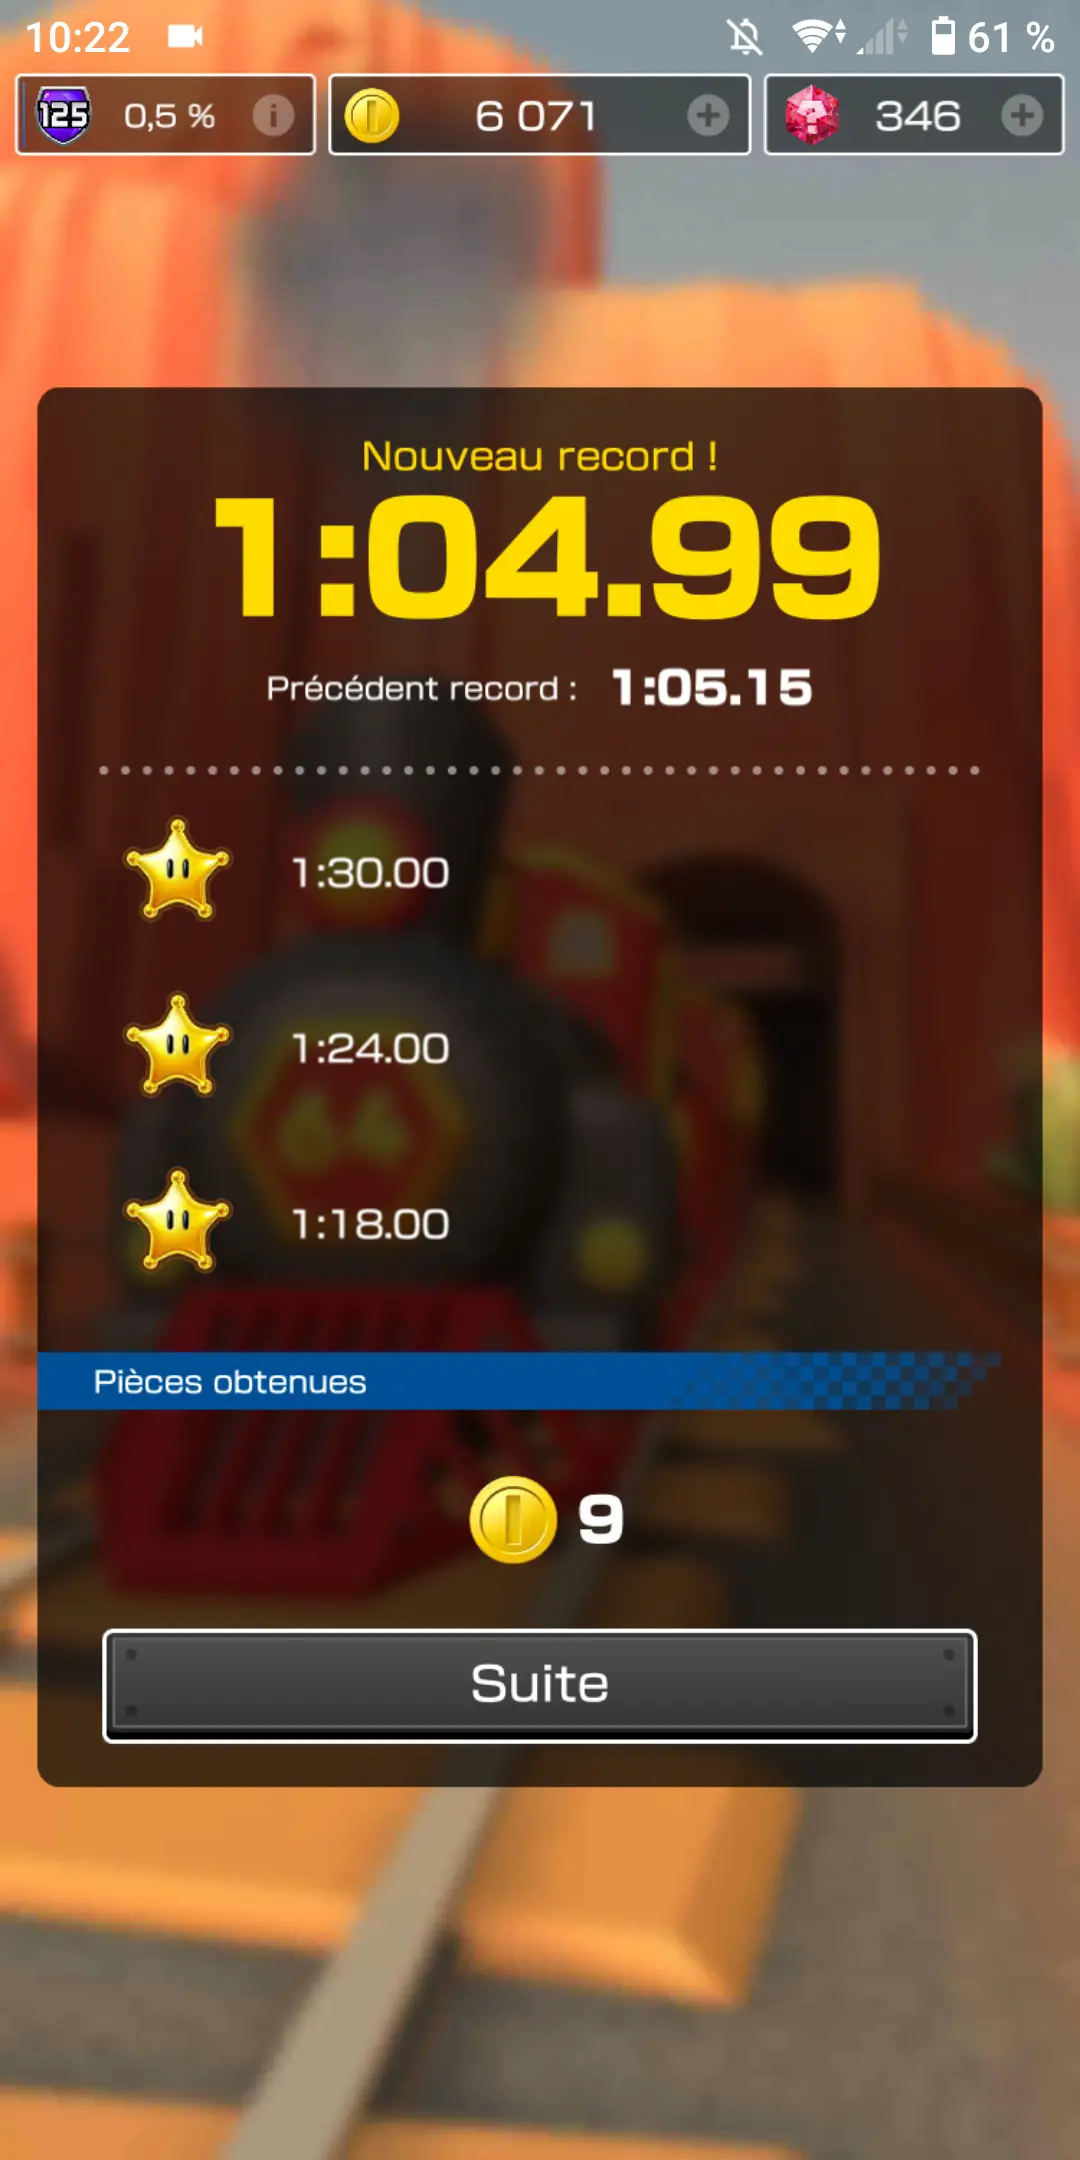 10:22 61 %
125 0,5 % i 6 071 + 346 +
Nouveau record !
1:04.99
Précédent record : 1:05.15
1:30.00
1:24.00
64
1:18.00
Pièces obtenues
9
Suite